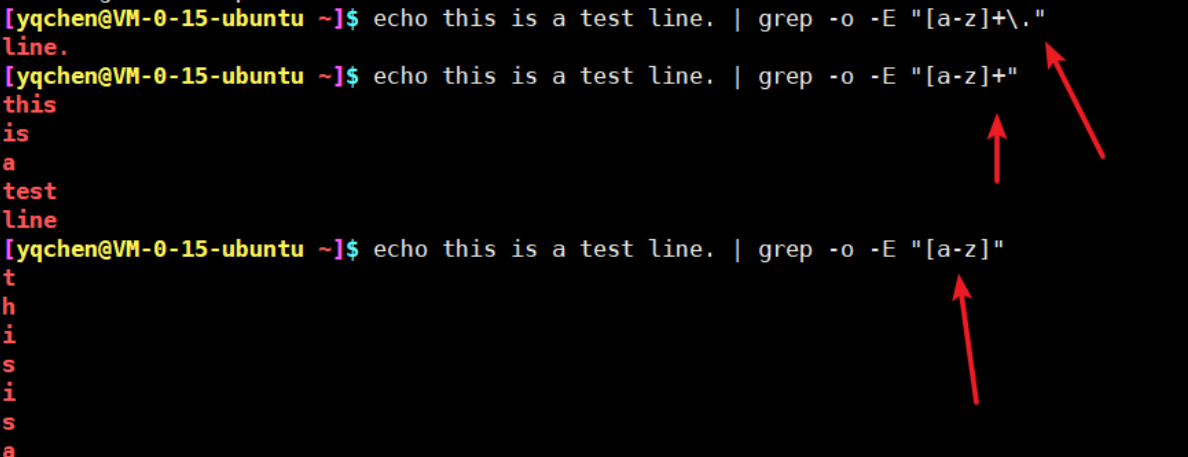 [yqchen@VM-0-15-ubuntu ~]$ echo this is a test line. | grep -o -E "[a-z]+\."
line.
[yqchen@VM-0-15-ubuntu ~]$ echo this is a test line. | grep -o -E "[a-z]+"
this
is
a
test
line
[yqchen@VM-0-15-ubuntu ~]$ echo this is a test line. | grep -o -E "[a-z]"
t
h
i
s
i
s
a